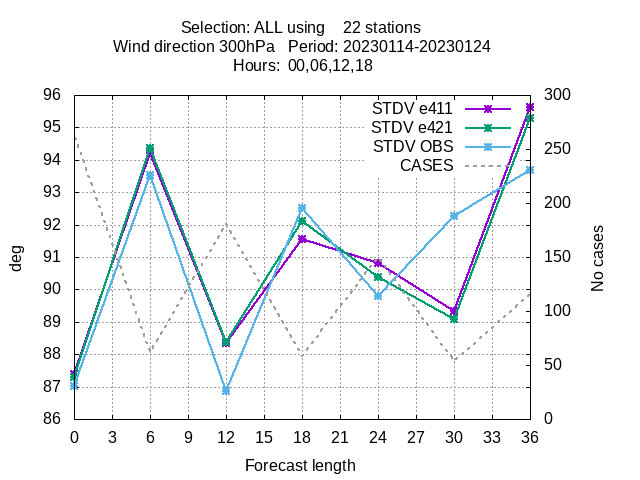 Selection: ALL using    22 stations
Wind direction 300hPa   Period: 20230114-20230124
Hours:  00,06,12,18
96 300
STDV e411
95
STDV e421
250
STDV OBS
94
CASES
93
200
92
deg
91 150
No cases
90
100
89
88
50
87
86 0
0 3 6 9 12 15 18 21 24 27 30 33 36
Forecast length